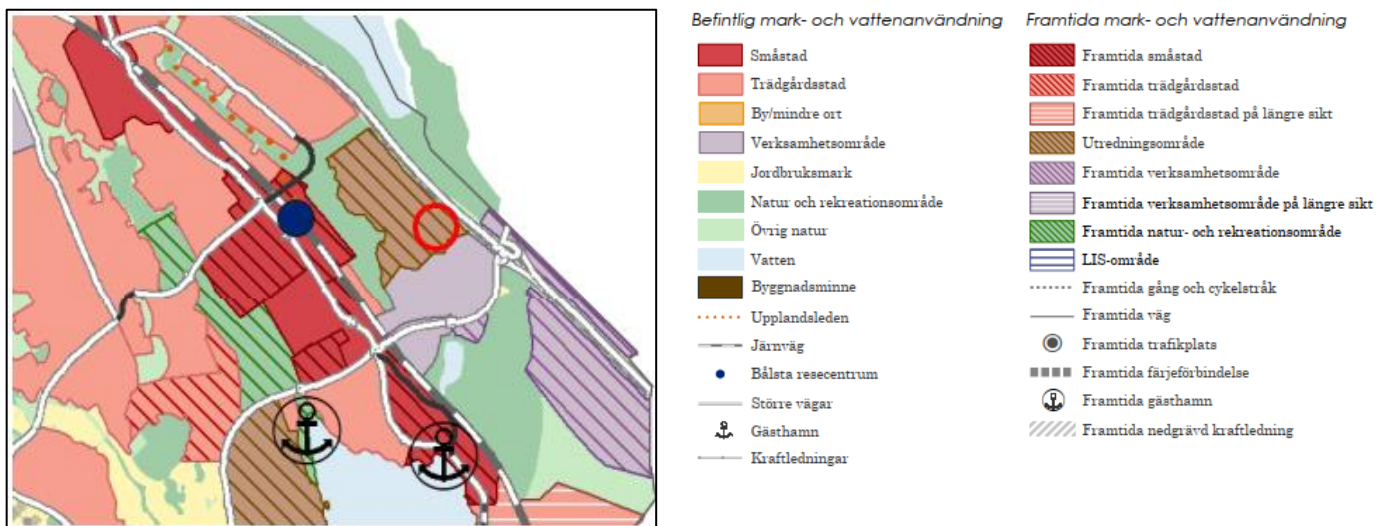 Befintlig mark- och vattenanvändning
Småstad
Trädgårdsstad
By/mindre ort
Verksamhetsområde
Jordbruksmark
Natur och rekreationsområde
Övrig natur
Vatten
Byggnadsminne
Upplandsleden
Järnväg
Bålsta resecentrum
Större vägar
Gästhamn
Kraftledningar
Framtida mark- och vattenanvändning
Framtida småstad
Framtida trädgårdsstad
Framtida trädgårdsstad på längre sikt
Utredningsområde
Framtida verksamhetsområde
Framtida verksamhetsområde på längre sikt
Framtida natur- och rekreationsområde
LIS-område
Framtida gång och cykelstråk
Framtida väg
Framtida trafikplats
Framtida färjeförbindelse
Framtida gästhamn
Framtida nedgrävd kraftledning